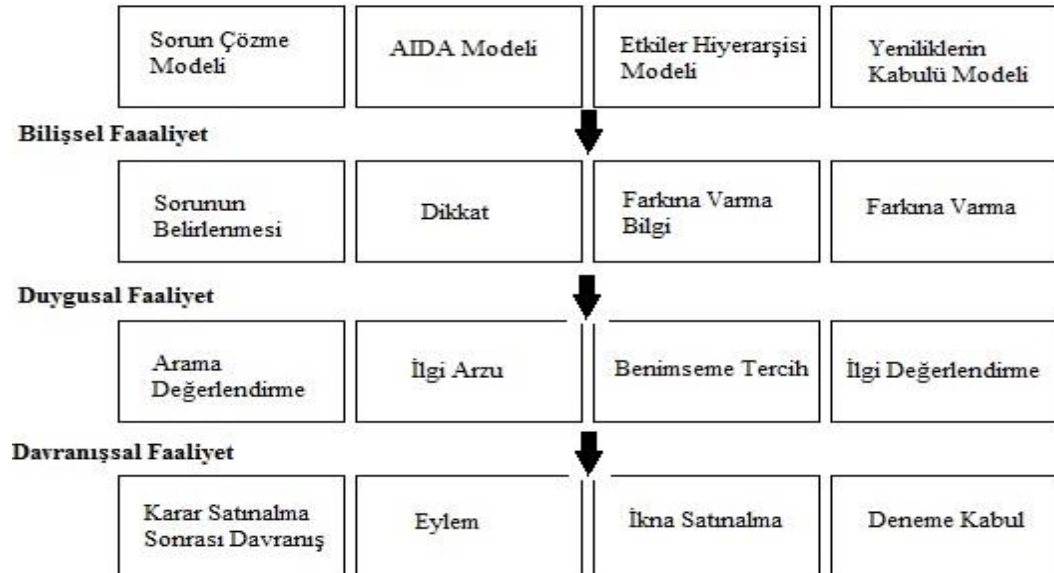 Sorun Çözme
Modeli
AIDA Modeli
Etkiler Hiyerarşisi
Modeli
Yeniliklerin
Kabulü Modeli
Bilişsel Faaaliyet
Sorunun
Belirlenmesi
Dikkat
Farkına Varma
Bilgi
Farkına Varma
Duygusal Faaliyet
Arama
Değerlendirme
İlgi Arzu
Benimseme Tercih
İlgi Değerlendirme
Davranışsal Faaliyet
Karar Satınalma
Sonrası Davranış
Eylem
İkna Satınalma
Deneme Kabul